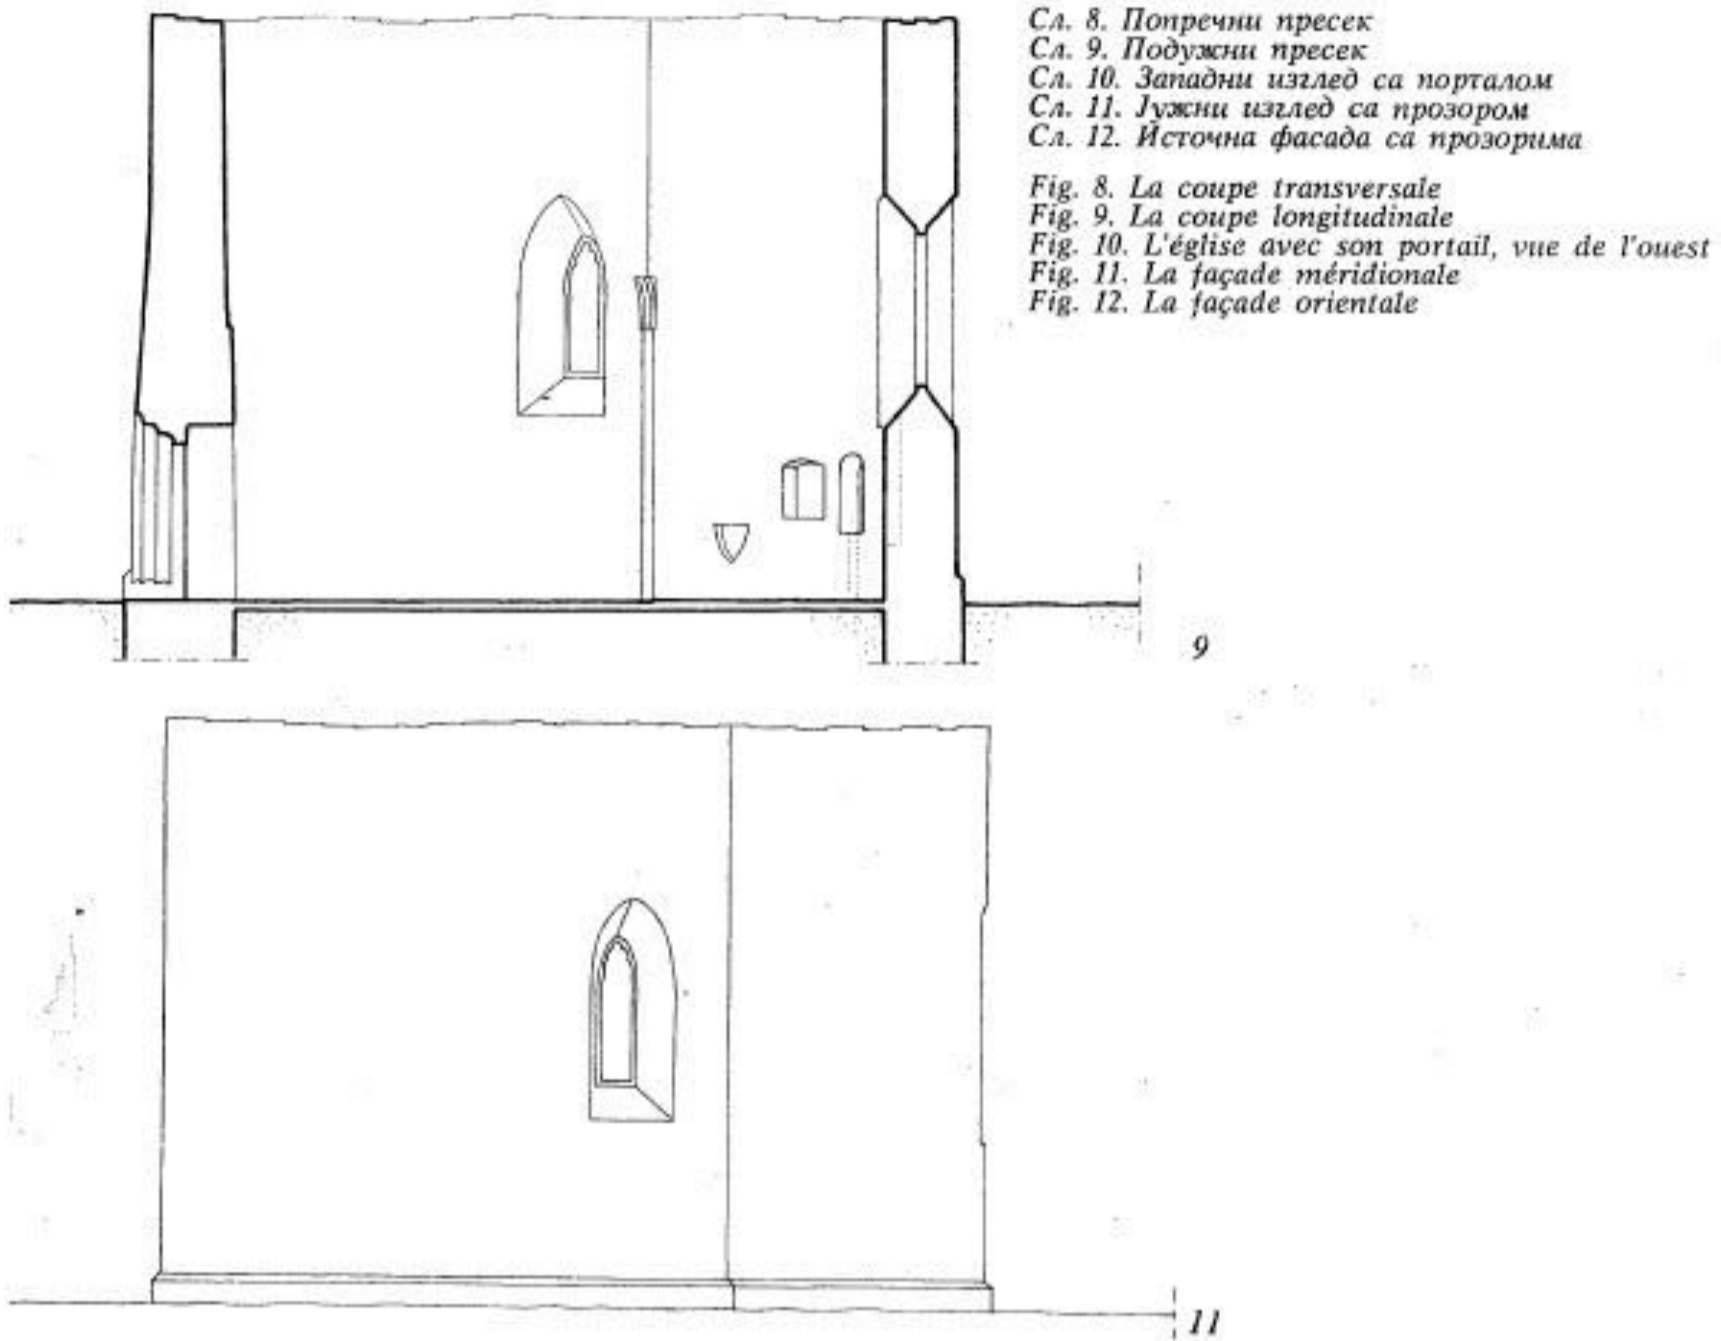 Сл. 8. Попречни пресек
Сл. 9. Подужни пресек
Сл. 10. Западни изглед са порталом
Сл. 11. Јужни изглед са прозором
Сл. 12. Источна фасада са прозорима
Fig. 8. La coupe transversale
Fig. 9. La coupe longitudinale
Fig. 10. L'église avec son portail, vue de l'ouest
Fig. 11. La façade méridionale
Fig. 12. La façade orientale
9
11